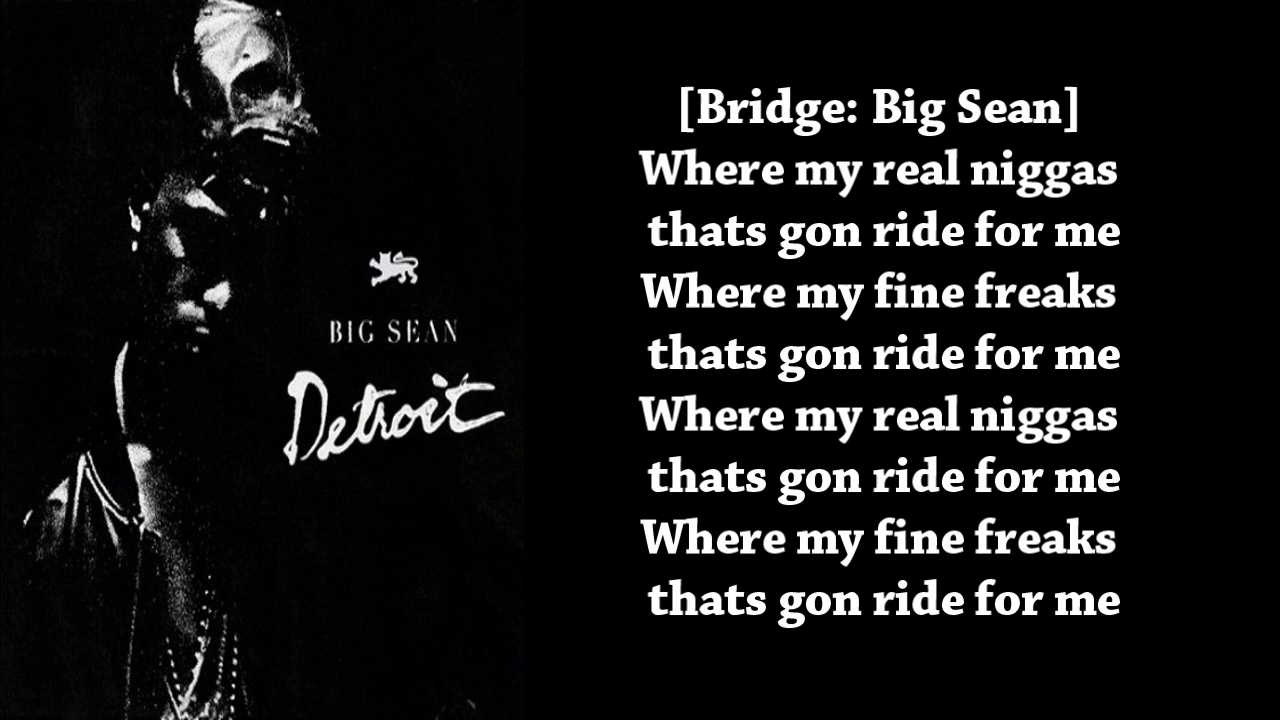 BIG SEAN
Detroit
[Bridge: Big Sean]
Where my real niggas
thats gon ride for me
Where my fine freaks
thats gon ride for me
Where my real niggas
thats gon ride for me
Where my fine freaks
thats gon ride for me